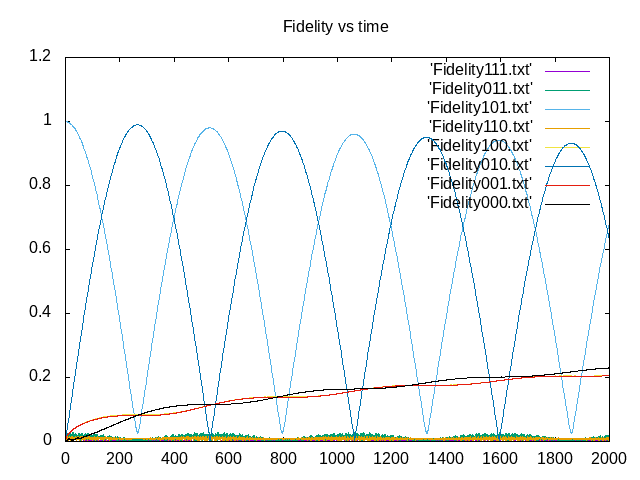 Fidelity vs time
1.2
1
0.8
0.6
0.4
0.2
0
'Fidelity111.txt'
'Fidelity011.txt'
'Fidelity101.txt'
'Fidelity110.txt'
'Fidelity100.txt'
'Fidelity010.txt'
'Fidelity001.txt'
'Fidelity000.txt'
0 200 400 600 800 1000 1200 1400 1600 1800 2000